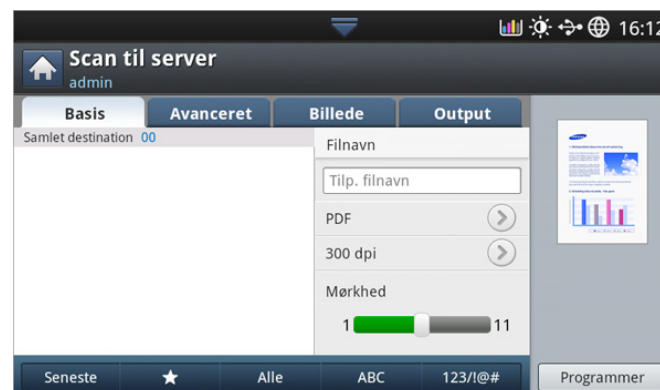 16:12
Scan til server
admin
Basis Avanceret Billede Output
Samlet destination 00
Filnavn
Tilp. filnavn
PDF
300 dpi
Mørkhed
1 11
Seneste Alle ABC 123/!@#
Programmer